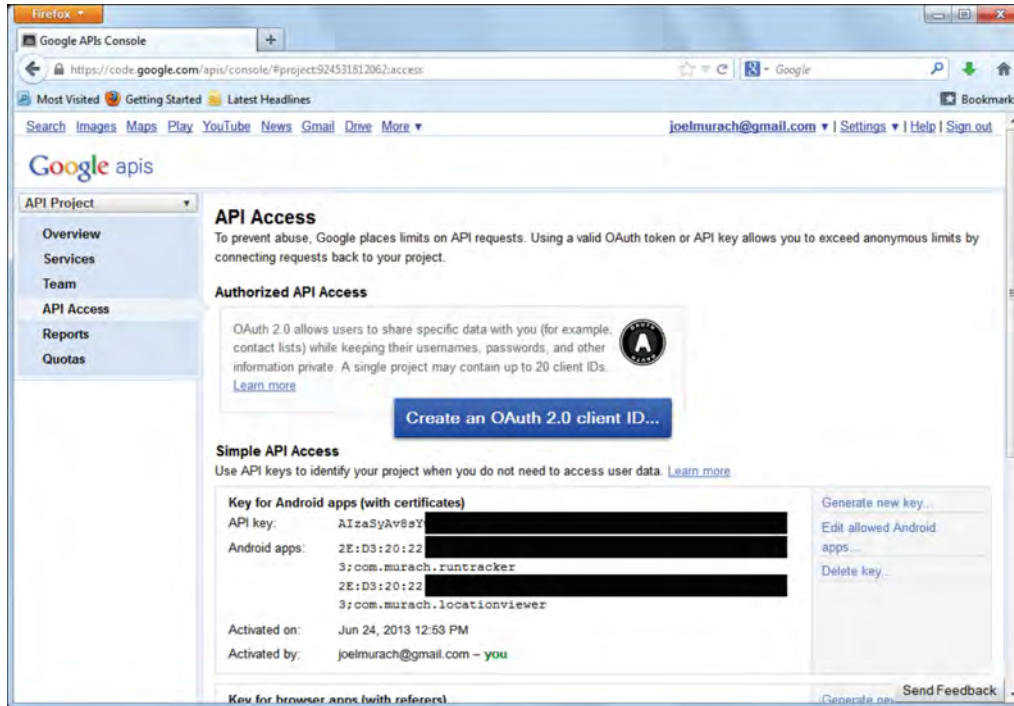 Firefox
Google APIs Console
https://code.google.com/apis/console/#project:924531812062:access
Google
Most Visited Getting Started Latest Headlines
Bookmark
Search Images Maps Play YouTube News Gmail Drive More
joelmurach@gmail.com | Settings | Help | Sign out
Google apis
API Project
Overview
Services
Team
API Access
Reports
Quotas
API Access
To prevent abuse, Google places limits on API requests. Using a valid OAuth token or API key allows you to exceed anonymous limits by
connecting requests back to your project.
Authorized API Access
OAuth 2.0 allows users to share specific data with you (for example,
contact lists) while keeping their usernames, passwords, and other
information private. A single project may contain up to 20 client IDs.
Learn more
Create an OAuth 2.0 client ID...
Simple API Access
Use API keys to identify your project when you do not need to access user data. Learn more
Key for Android apps (with certificates)
API key: AIzaSyAv8sY
Android apps: 2E:D3:20:22
3;com.murach.runtracker
2E:D3:20:22
3;com.murach.locationviewer
Activated on: Jun 24, 2013 12:53 PM
Activated by: joelmurach@gmail.com – you
Generate new key...
Edit allowed Android
apps...
Delete key...
Key for browser apps (with referers)
Generate
Send Feedback